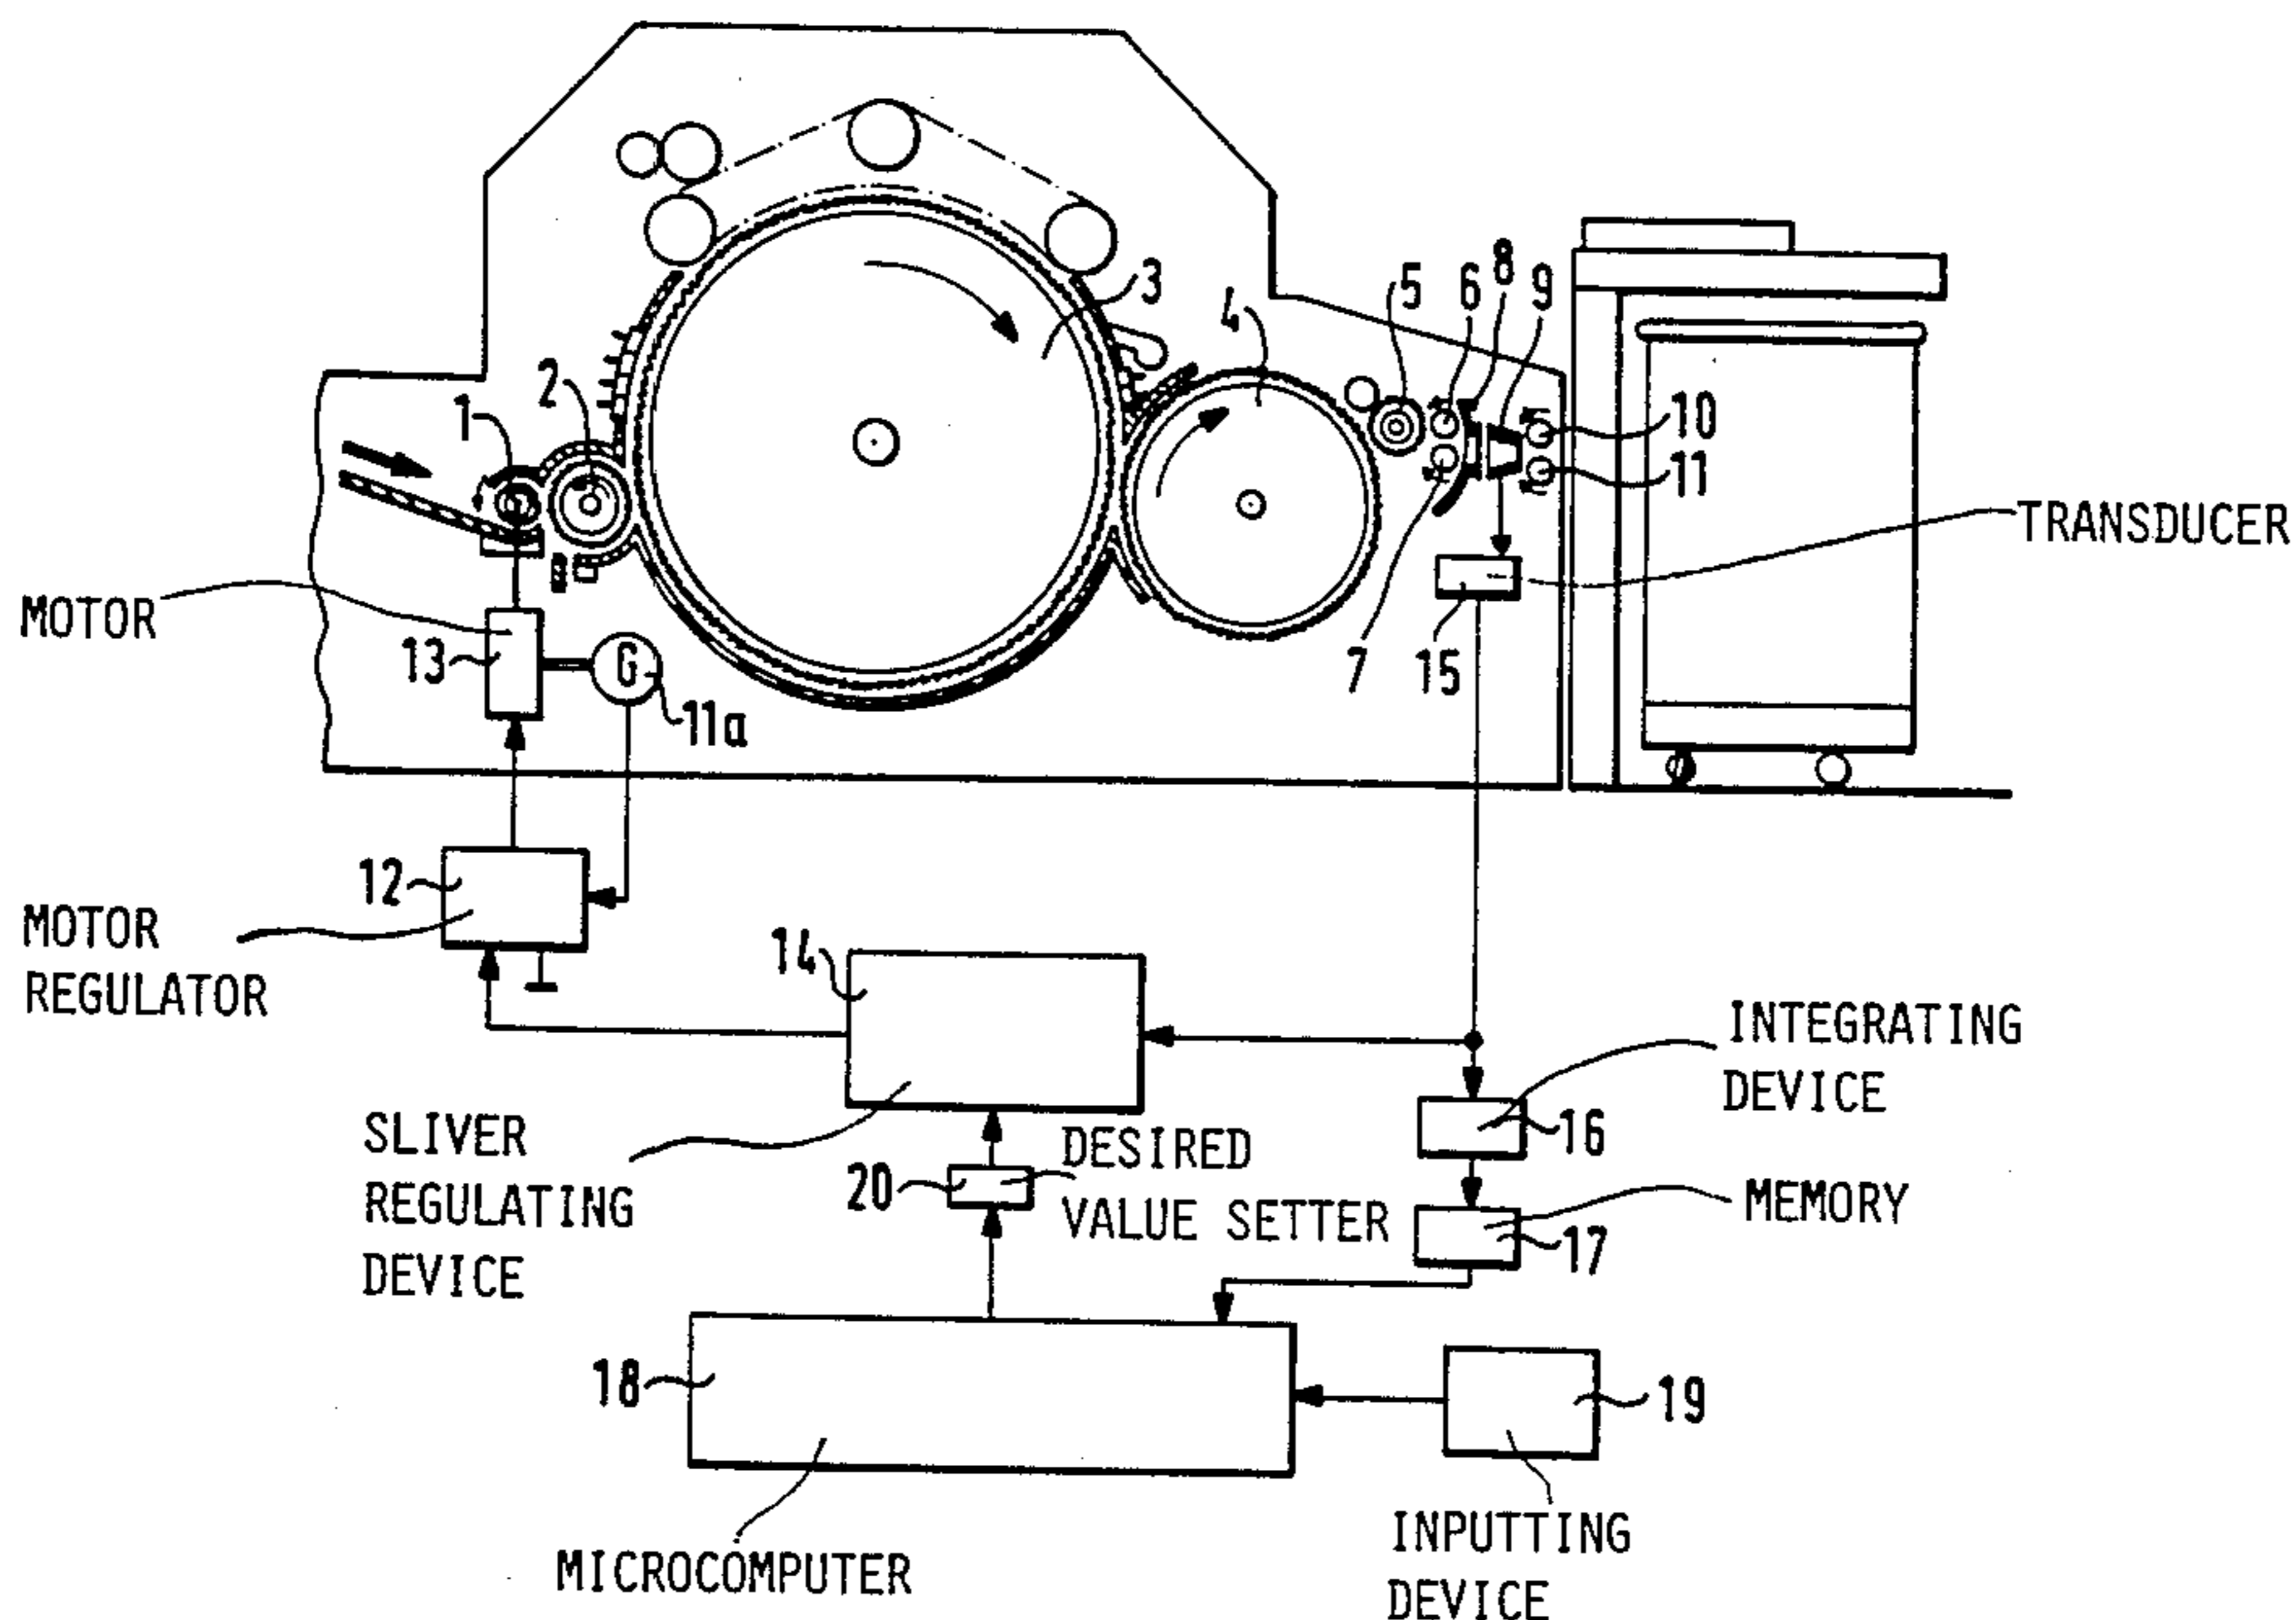 3
8
5
6
9
4
2
1
10
11
TRANSDUCER
MOTOR
13
G
11a
7
15
12
MOTOR
REGULATOR
14
INTEGRATING
DEVICE
SLIVER
REGULATING
DEVICE
20
DESIRED
VALUE SETTER
16
MEMORY
17
18
19
MICROCOMPUTER
INPUTTING
DEVICE